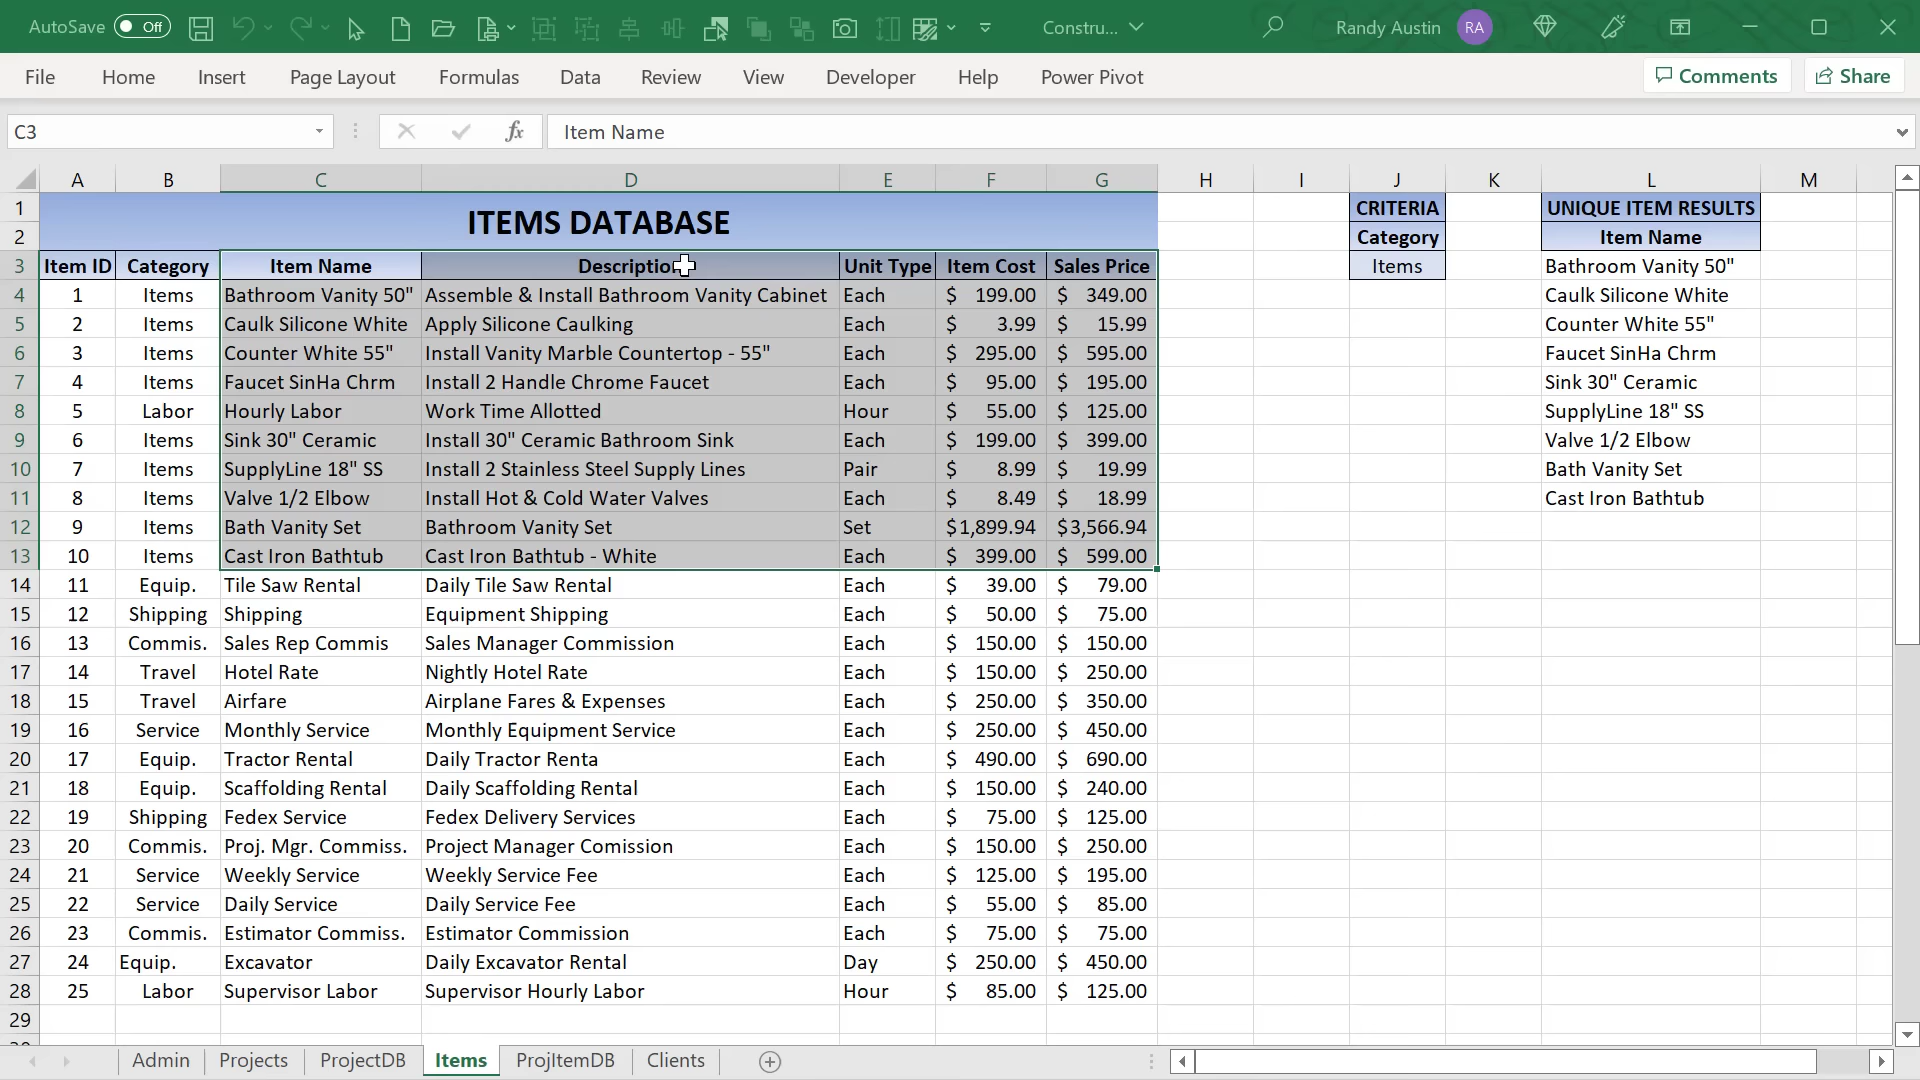 AutoSave Off Constru... Randy Austin RA
File Home Insert Page Layout Formulas Data Review View Developer Help Power Pivot Comments Share
C3 fx Item Name
A B C D E F G H I J K L M
1 ITEMS DATABASE CRITERIA UNIQUE ITEM RESULTS
2 Category Item Name
3 Item ID Category Item Name Description Unit Type Item Cost Sales Price Items Bathroom Vanity 50"
4 1 Items Bathroom Vanity 50" Assemble & Install Bathroom Vanity Cabinet Each $ 199.00 $ 349.00 Caulk Silicone White
5 2 Items Caulk Silicone White Apply Silicone Caulking Each $ 3.99 $ 15.99 Counter White 55"
6 3 Items Counter White 55" Install Vanity Marble Countertop - 55" Each $ 295.00 $ 595.00 Faucet SinHa Chrm
7 4 Items Faucet SinHa Chrm Install 2 Handle Chrome Faucet Each $ 95.00 $ 195.00 Sink 30" Ceramic
8 5 Labor Hourly Labor Work Time Allotted Hour $ 55.00 $ 125.00 SupplyLine 18" SS
9 6 Items Sink 30" Ceramic Install 30" Ceramic Bathroom Sink Each $ 199.00 $ 399.00 Valve 1/2 Elbow
10 7 Items SupplyLine 18" SS Install 2 Stainless Steel Supply Lines Pair $ 8.99 $ 19.99 Bath Vanity Set
11 8 Items Valve 1/2 Elbow Install Hot & Cold Water Valves Each $ 8.49 $ 18.99 Cast Iron Bathtub
12 9 Items Bath Vanity Set Bathroom Vanity Set Set $1,899.94 $3,566.94
13 10 Items Cast Iron Bathtub Cast Iron Bathtub - White Each $ 399.00 $ 599.00
14 11 Equip. Tile Saw Rental Daily Tile Saw Rental Each $ 39.00 $ 79.00
15 12 Shipping Shipping Equipment Shipping Each $ 50.00 $ 75.00
16 13 Commis. Sales Rep Commis Sales Manager Commission Each $ 150.00 $ 150.00
17 14 Travel Hotel Rate Nightly Hotel Rate Each $ 150.00 $ 250.00
18 15 Travel Airfare Airplane Fares & Expenses Each $ 250.00 $ 350.00
19 16 Service Monthly Service Monthly Equipment Service Each $ 250.00 $ 450.00
20 17 Equip. Tractor Rental Daily Tractor Renta Each $ 490.00 $ 690.00
21 18 Equip. Scaffolding Rental Daily Scaffolding Rental Each $ 150.00 $ 240.00
22 19 Shipping Fedex Service Fedex Delivery Services Each $ 75.00 $ 125.00
23 20 Commis. Proj. Mgr. Commiss. Project Manager Comission Each $ 150.00 $ 250.00
24 21 Service Weekly Service Weekly Service Fee Each $ 125.00 $ 195.00
25 22 Service Daily Service Daily Service Fee Each $ 55.00 $ 85.00
26 23 Commis. Estimator Commiss. Estimator Commission Each $ 75.00 $ 75.00
27 24 Equip. Excavator Daily Excavator Rental Day $ 250.00 $ 450.00
28 25 Labor Supervisor Labor Supervisor Hourly Labor Hour $ 85.00 $ 125.00
29
Admin Projects ProjectDB Items ProjItemDB Clients